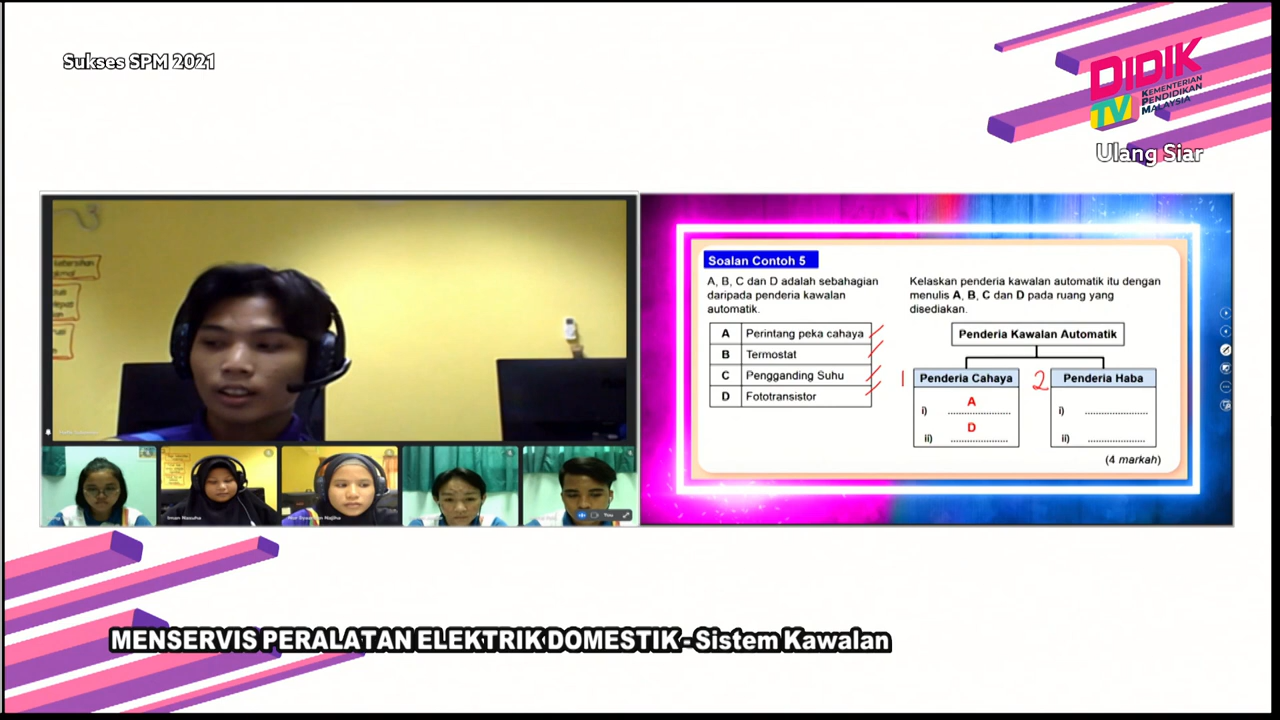 Sukses SPM 2021
DIDIK
TV
KEMENTERIAN
PENDIDIKAN
MALAYSIA
Ulang Siar
Soalan Contoh 5
A, B, C dan D adalah sebahagian
daripada penderia kawalan
automatik.
A Perintang peka cahaya
B Termostat
C Pengganding Suhu
D Fototransistor
Kelaskan penderia kawalan automatik itu dengan
menulis A, B, C dan D pada ruang yang
disediakan.
Penderia Kawalan Automatik
1 Penderia Cahaya
i) A
ii) D
2 Penderia Haba
i)
ii)
(4 markah)
Iman Nasuha
You
MENSERVIS PERALATAN ELEKTRIK DOMESTIK - Sistem Kawalan